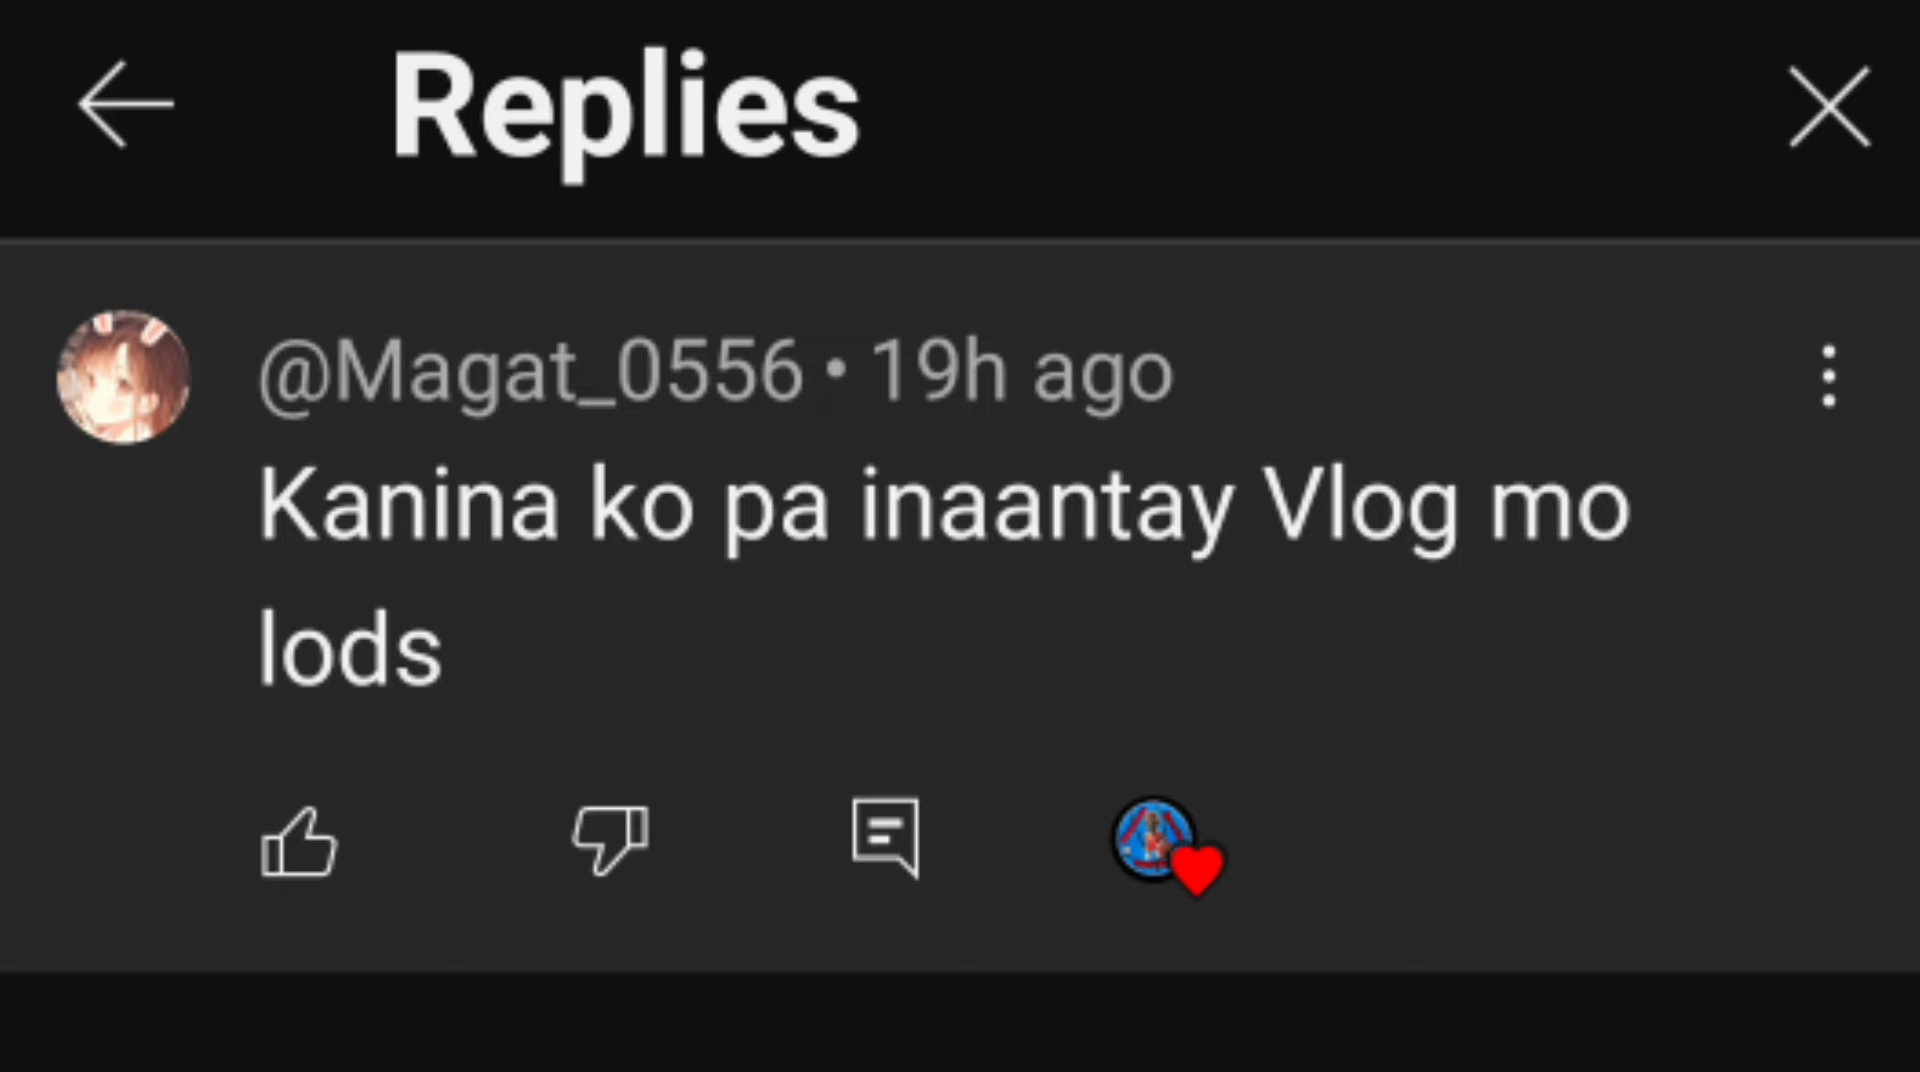 Replies
@Magat_0556 • 19h ago
Kanina ko pa inaantay Vlog mo
lods